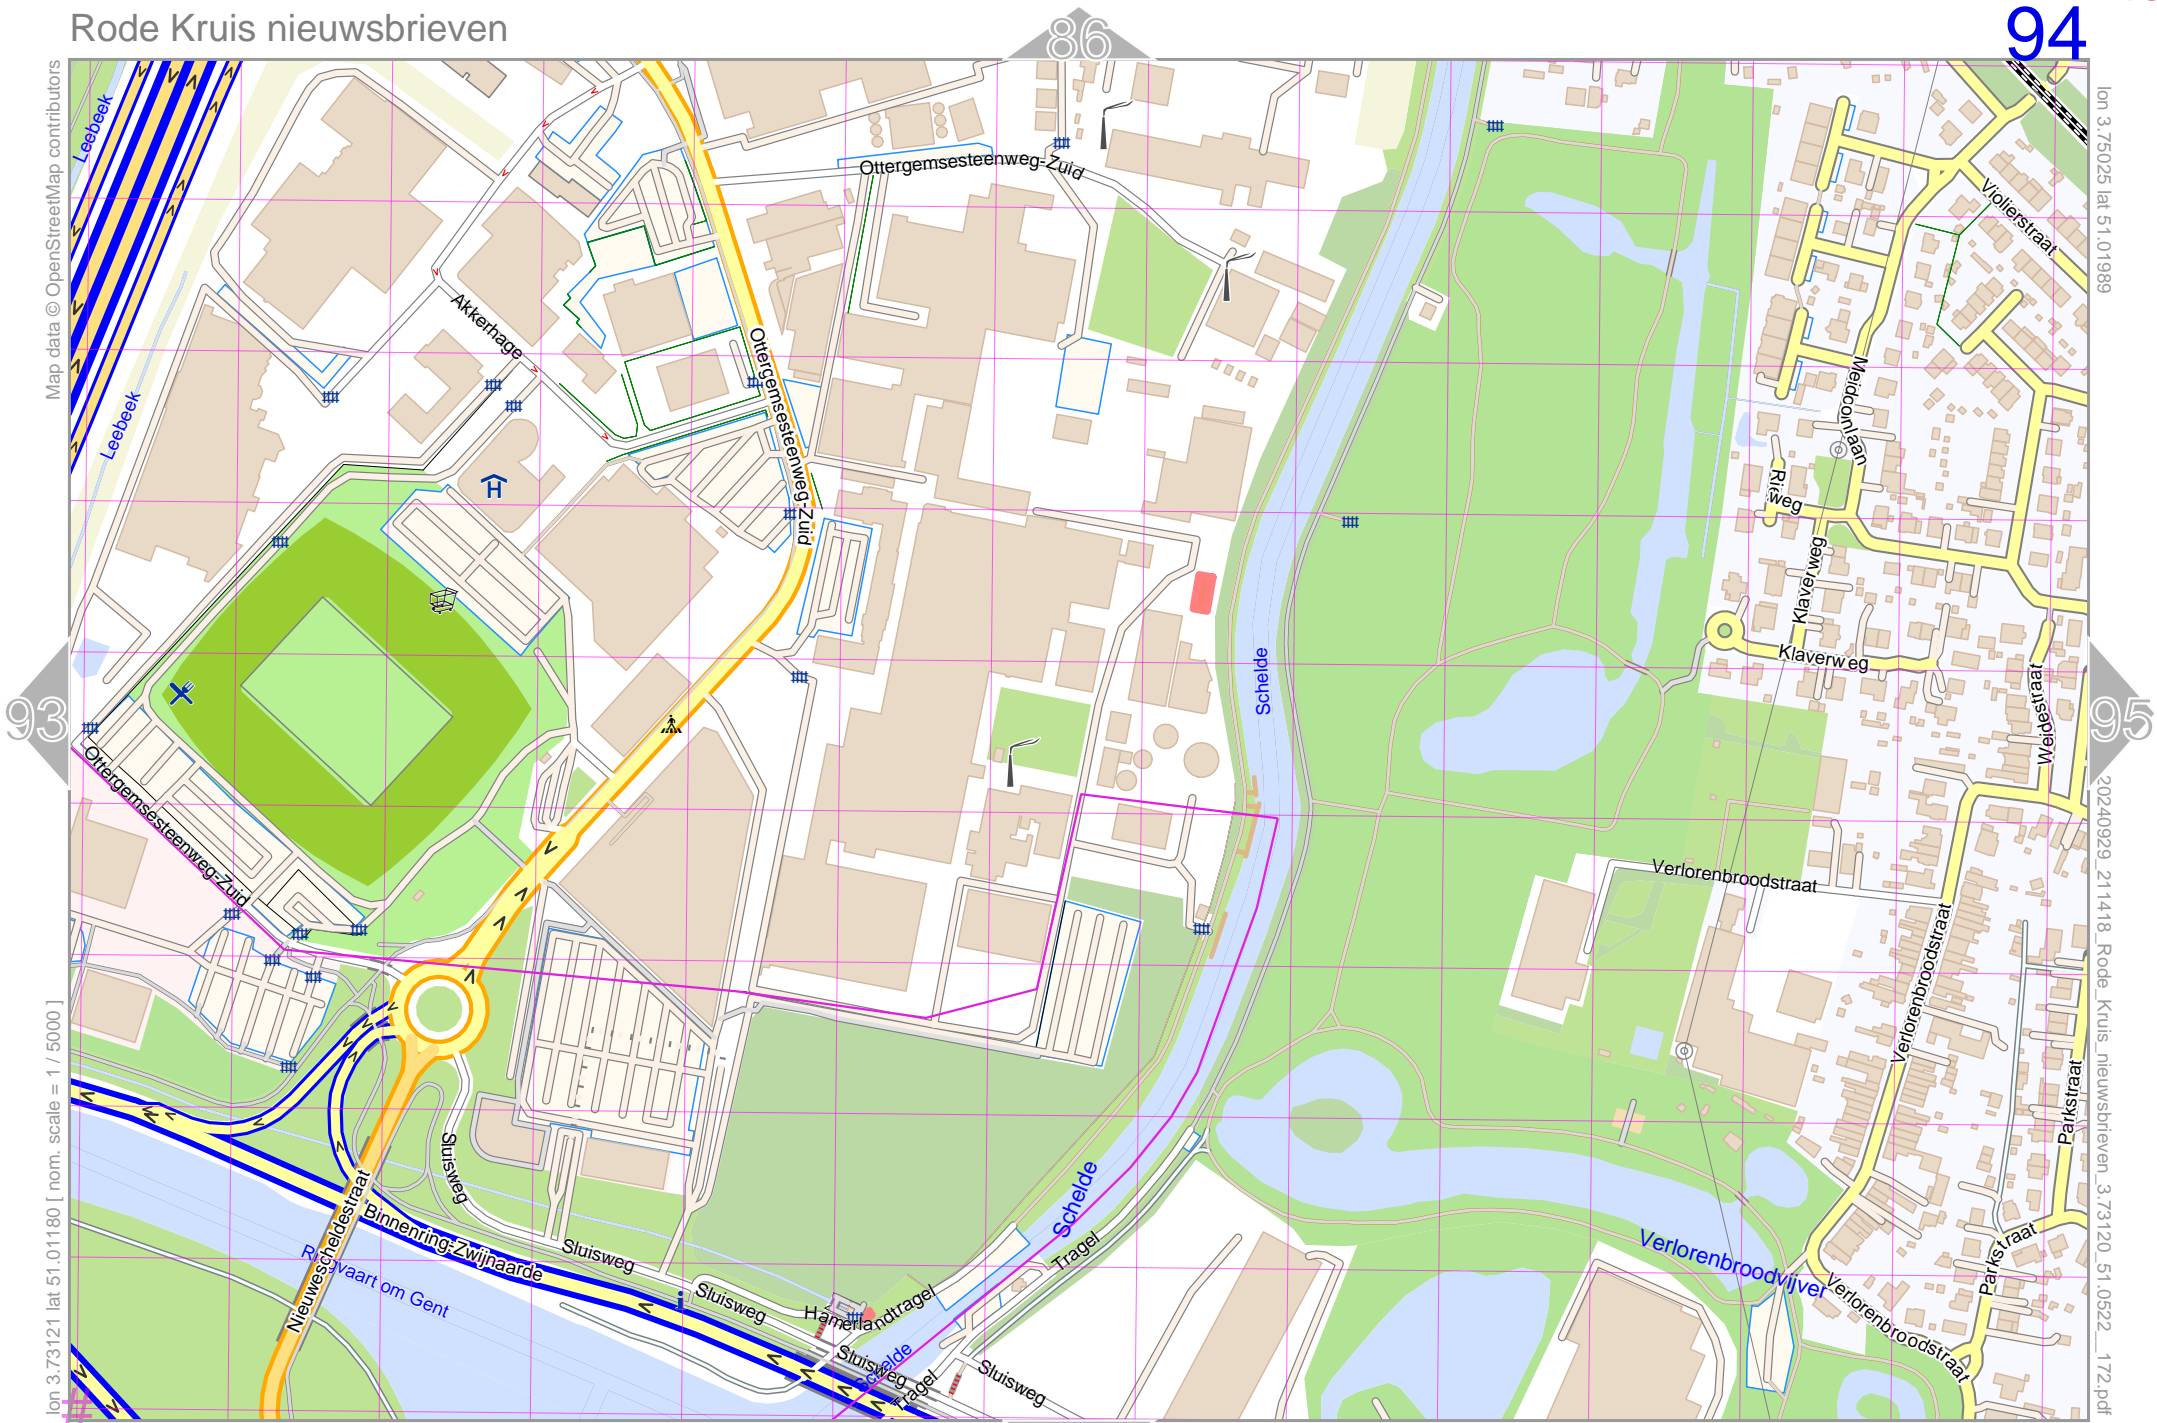 Rode Kruis nieuwsbrieven
86
94
Map data © OpenStreetMap contributors
lon 3.75025 lat 51.01989
Leebeek
Leebeek
Ottergemsesteenweg-Zuid
Violierstraat
Akkerhage
Ottergemsesteenweg-Zuid
Meidoornlaan
Rietweg
H
Klaverweg
Klaverweg
Schelde
Weidestraat
93
95
Ottergemsesteenweg-Zuid
Verlorenbroodstraat
Verlorenbroodstraat
Parkstraat
Sluisweg
Schelde
Nieuwescheldestraat
Binnenring-Zwijnaarde
Ringvaart om Gent
Sluisweg
Sluisweg
i
Tragel
Hamerlandtragel
Verlorenbroodvijver
Parkstraat
Verlorenbroodstraat
Sluisweg
Schelde
Tragel
Sluisweg
lon 3.73121 lat 51.01180 [ nom. scale = 1 / 5000 ]
20240929_211418_Rode_Kruis_nieuwsbrieven_3.73120_51.0522__172.pdf
#